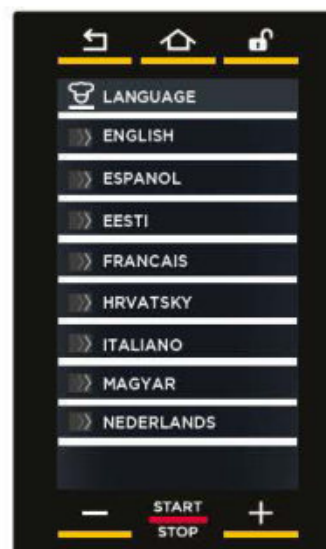 LANGUAGE
ENGLISH
ESPANOL
EESTI
FRANCAIS
HRVATSKY
ITALIANO
MAGYAR
NEDERLANDS
START
STOP